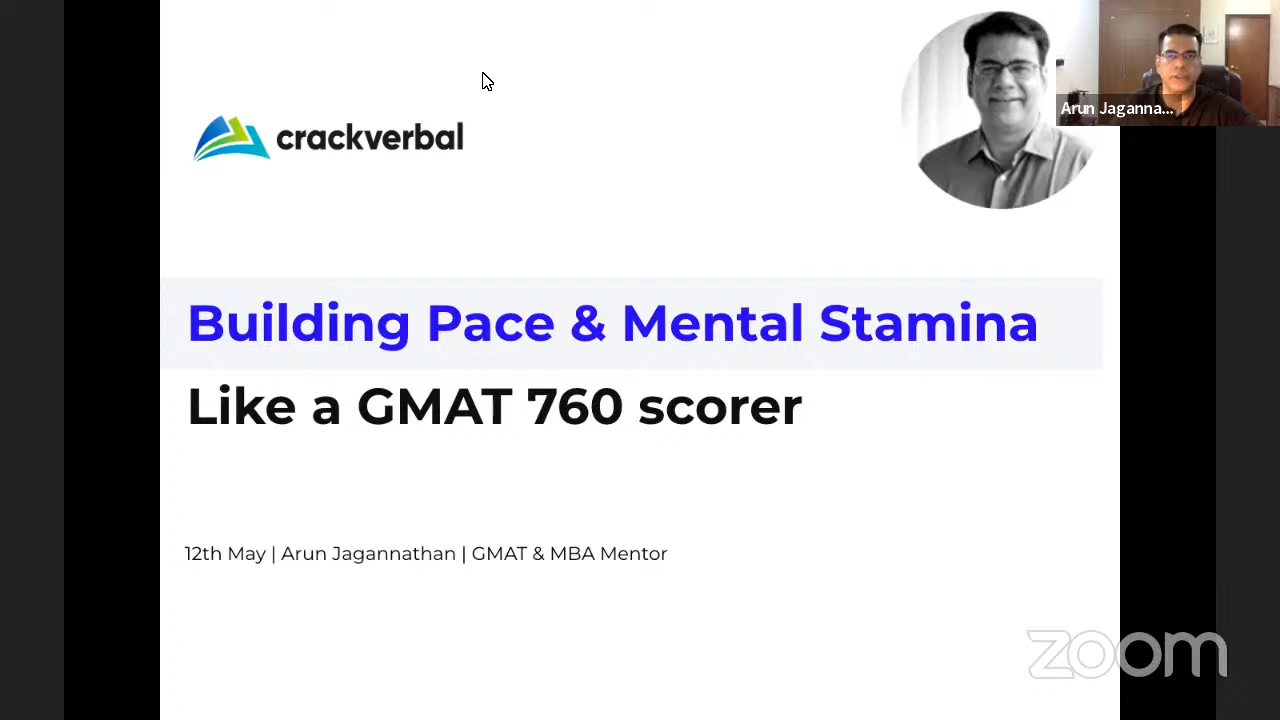 crackverbal
Arun Jaganna...
Building Pace & Mental Stamina
Like a GMAT 760 scorer
12th May | Arun Jagannathan | GMAT & MBA Mentor
zoom